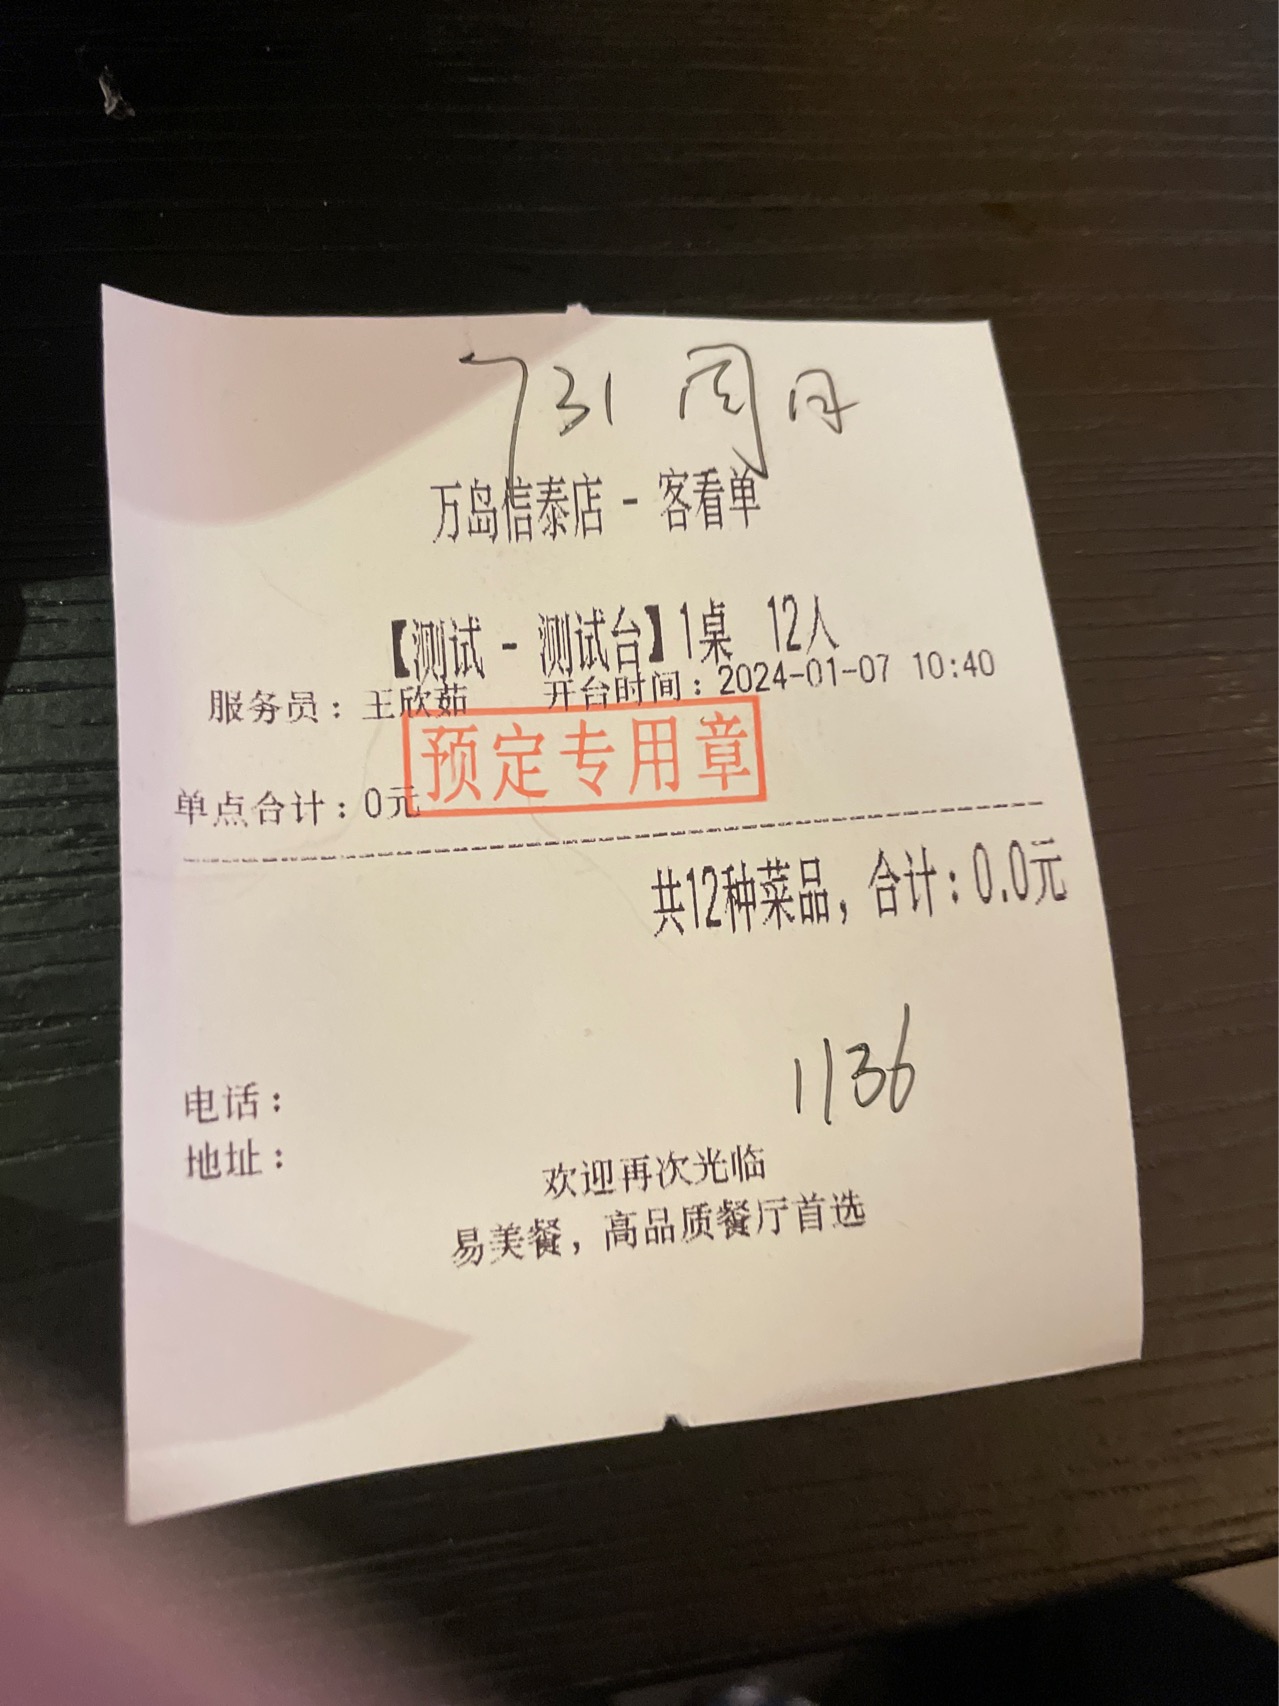 731 周丹
万岛信泰店 - 客看单
【测试 - 测试台】1桌 12人
服务员：王欣茹 开台时间：2024-01-07 10:40
预定专用章
单点合计：0元
共12种菜品，合计：0.0元
1136
电话：
地址：
欢迎再次光临
易美餐，高品质餐厅首选